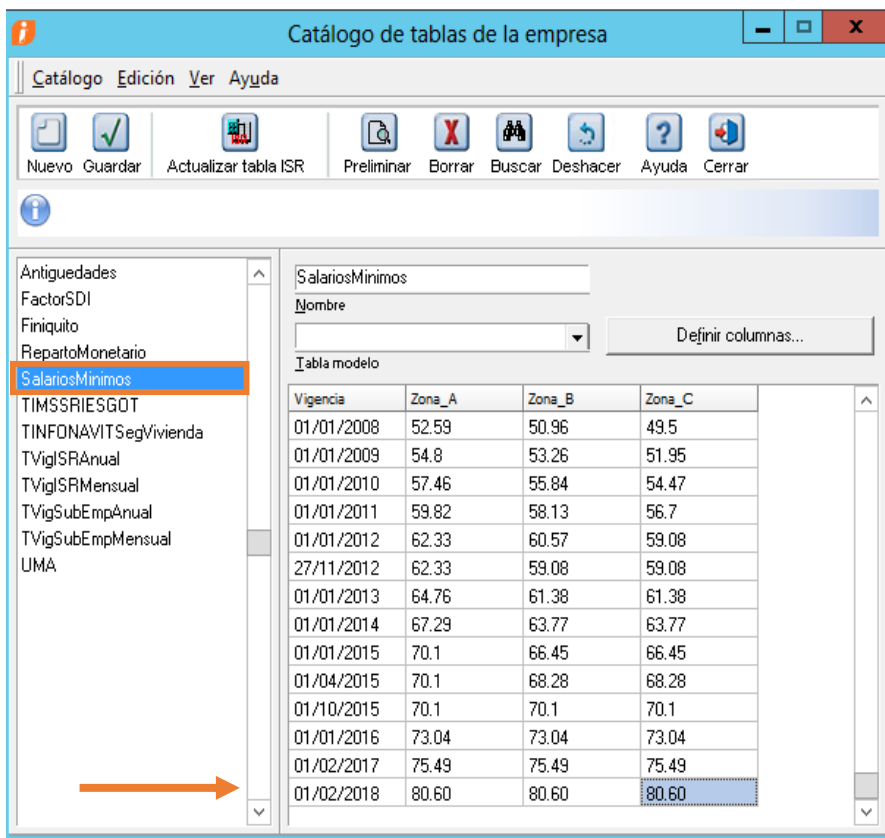 Catálogo de tablas de la empresa
Catálogo Edición Ver Ayuda
Nuevo Guardar Actualizar tabla ISR Preliminar Borrar Buscar Deshacer Ayuda Cerrar
Antiguedades
FactorSDI
Finiquito
RepartoMonetario
SalariosMinimos
TIMSSRIESGOT
TINFONAVITSegVivienda
TVigISRAnual
TVigISRMensual
TVigSubEmpAnual
TVigSubEmpMensual
UMA
SalariosMinimos
Nombre
Definir columnas...
Tabla modelo
Vigencia Zona_A Zona_B Zona_C
01/01/2008 52.59 50.96 49.5
01/01/2009 54.8 53.26 51.95
01/01/2010 57.46 55.84 54.47
01/01/2011 59.82 58.13 56.7
01/01/2012 62.33 60.57 59.08
27/11/2012 62.33 59.08 59.08
01/01/2013 64.76 61.38 61.38
01/01/2014 67.29 63.77 63.77
01/01/2015 70.1 66.45 66.45
01/04/2015 70.1 68.28 68.28
01/10/2015 70.1 70.1 70.1
01/01/2016 73.04 73.04 73.04
01/02/2017 75.49 75.49 75.49
01/02/2018 80.60 80.60 80.60